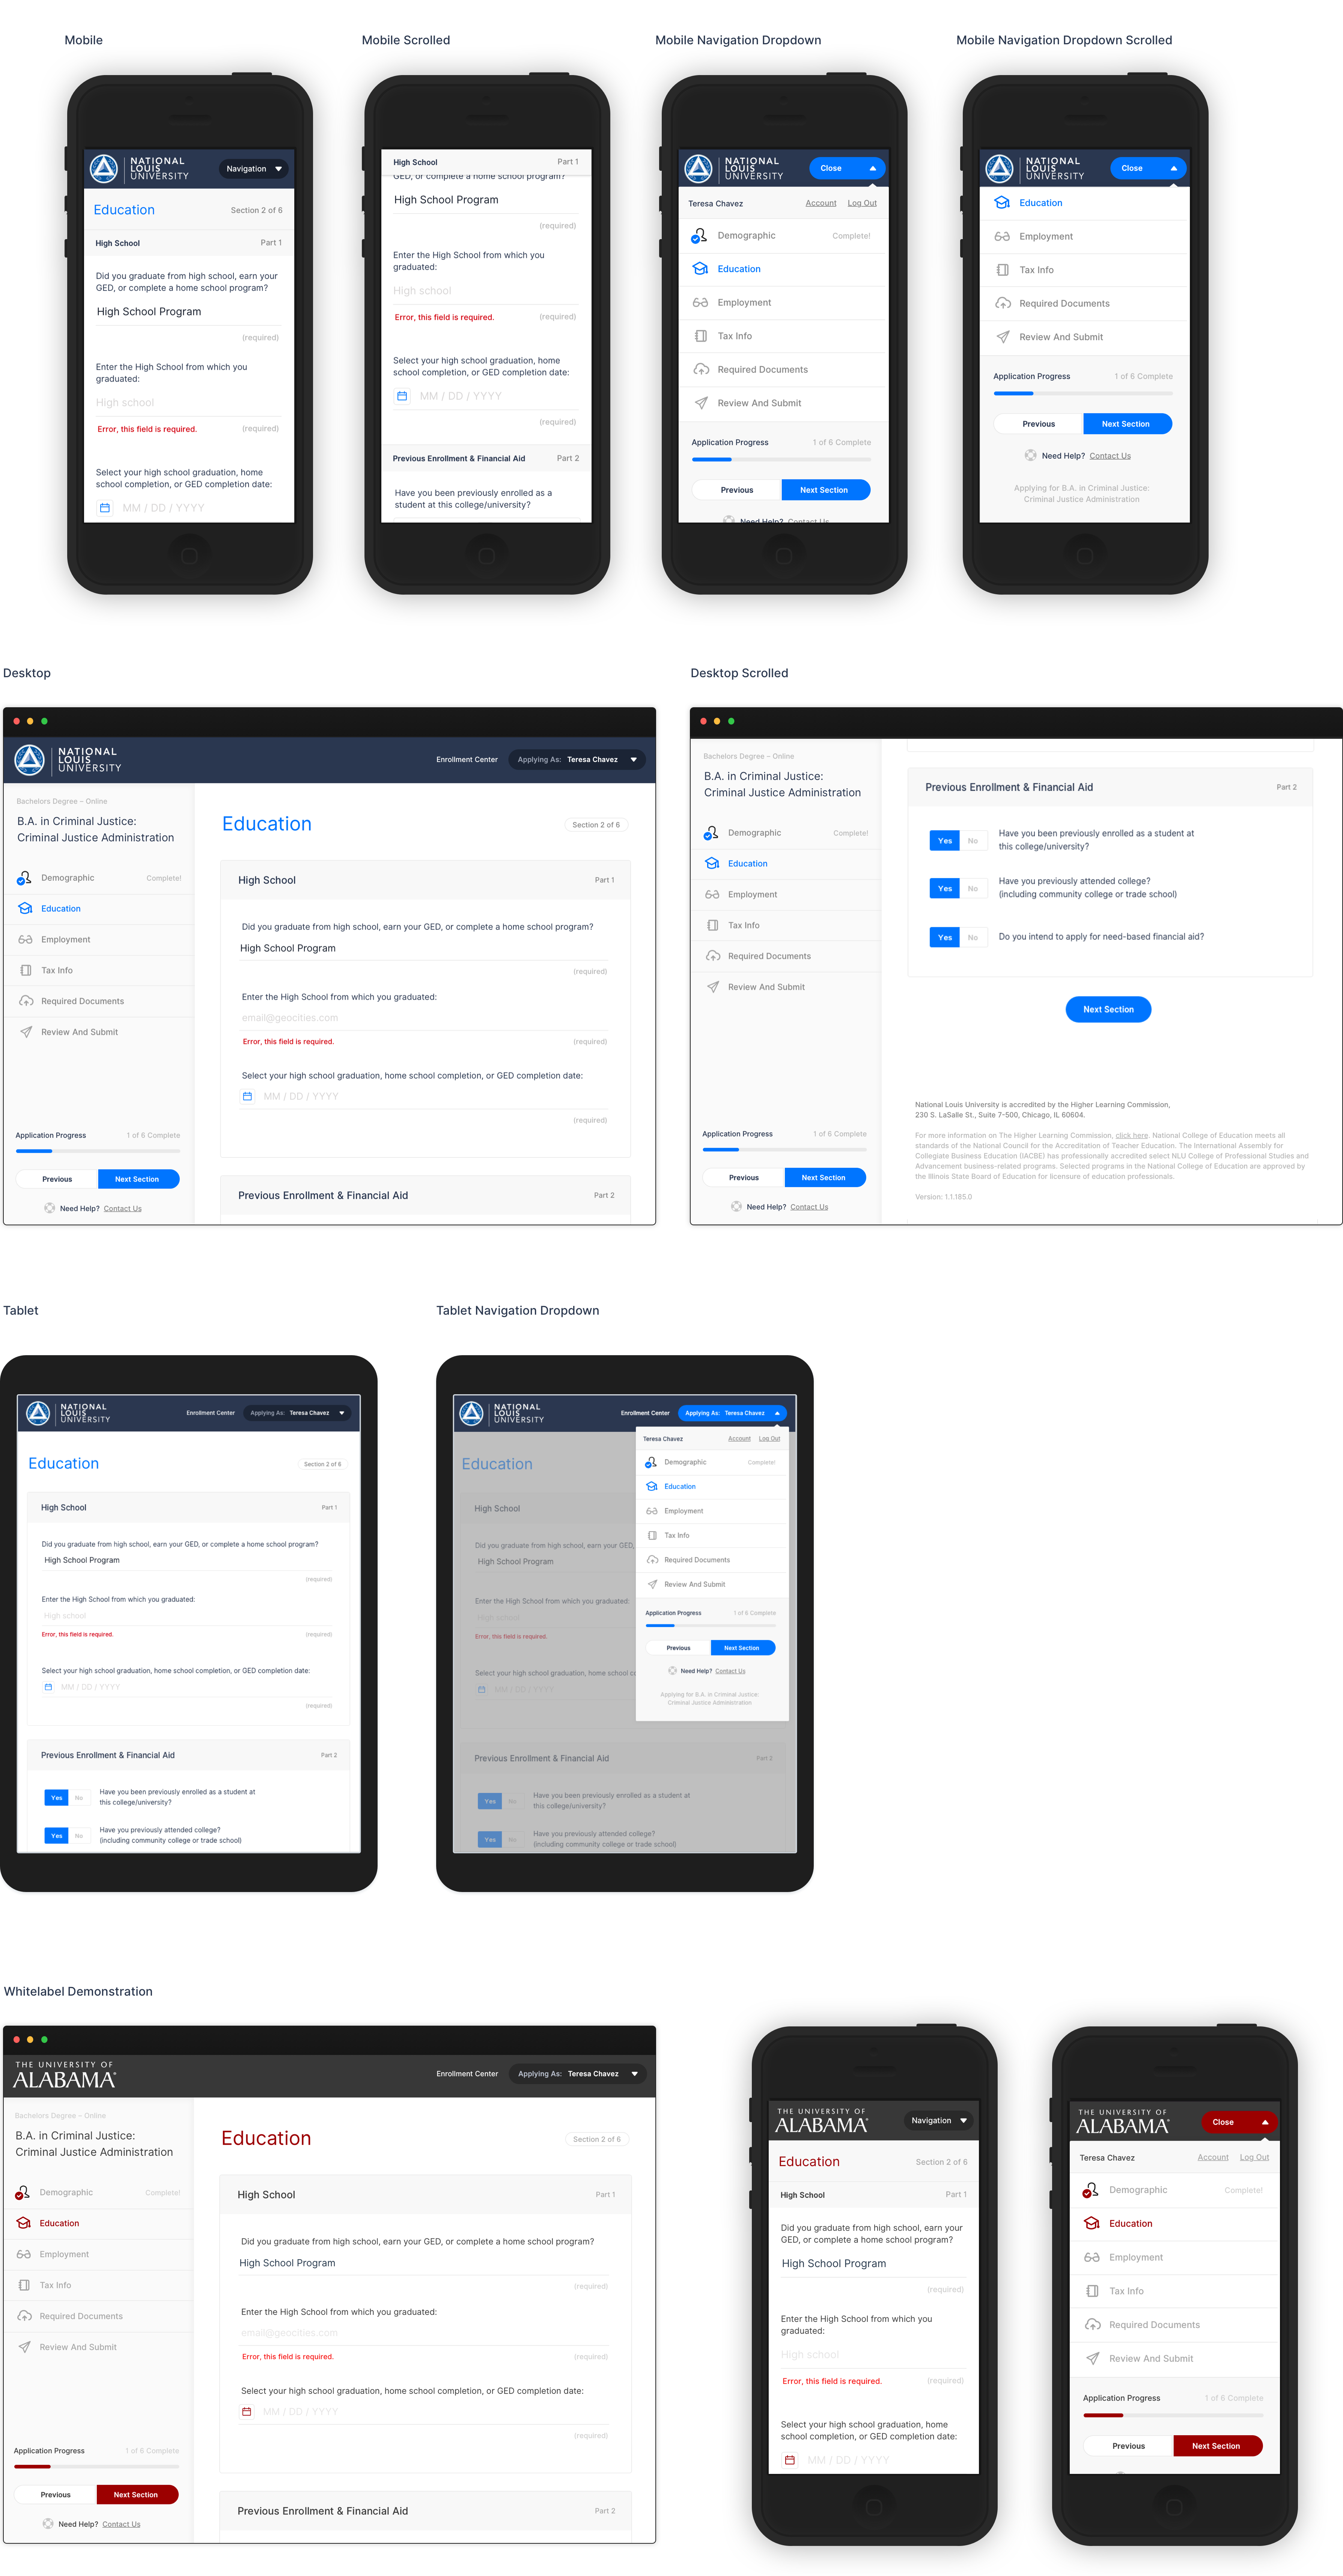 Mobile
NATIONAL
LOUIS
UNIVERSITY
Navigation
Education
Section 2 of 6
High School
Part 1
Did you graduate from high school, earn your
GED, or complete a home school program?
High School Program
(required)
Enter the High School from which you
graduated:
High school
Error, this field is required.
(required)
Select your high school graduation, home
school completion, or GED completion date:
MM / DD / YYYY
Mobile Scrolled
High School
Part 1
GED, or complete a home school program?
High School Program
(required)
Enter the High School from which you
graduated:
High school
Error, this field is required.
(required)
Select your high school graduation, home
school completion, or GED completion date:
MM / DD / YYYY
(required)
Previous Enrollment & Financial Aid
Part 2
Have you been previously enrolled as a
student at this college/university?
Mobile Navigation Dropdown
NATIONAL
LOUIS
UNIVERSITY
Close
Teresa Chavez
Account
Log Out
Demographic
Complete!
Education
Employment
Tax Info
Required Documents
Review And Submit
Application Progress
1 of 6 Complete
Previous
Next Section
Need Help? Contact Us
Mobile Navigation Dropdown Scrolled
NATIONAL
LOUIS
UNIVERSITY
Close
Education
Employment
Tax Info
Required Documents
Review And Submit
Application Progress
1 of 6 Complete
Previous
Next Section
Need Help? Contact Us
Applying for B.A. in Criminal Justice:
Criminal Justice Administration
Desktop
NATIONAL
LOUIS
UNIVERSITY
Enrollment Center
Applying As: Teresa Chavez
Bachelors Degree – Online
B.A. in Criminal Justice:
Criminal Justice Administration
Demographic
Complete!
Education
Employment
Tax Info
Required Documents
Review And Submit
Application Progress
1 of 6 Complete
Previous
Next Section
Need Help? Contact Us
Education
Section 2 of 6
High School
Part 1
Did you graduate from high school, earn your GED, or complete a home school program?
High School Program
(required)
Enter the High School from which you graduated:
email@geocities.com
Error, this field is required.
(required)
Select your high school graduation, home school completion, or GED completion date:
MM / DD / YYYY
(required)
Previous Enrollment & Financial Aid
Part 2
Desktop Scrolled
Bachelors Degree – Online
B.A. in Criminal Justice:
Criminal Justice Administration
Demographic
Complete!
Education
Employment
Tax Info
Required Documents
Review And Submit
Application Progress
1 of 6 Complete
Previous
Next Section
Need Help? Contact Us
Previous Enrollment & Financial Aid
Part 2
Yes
No
Have you been previously enrolled as a student at
this college/university?
Yes
No
Have you previously attended college?
(including community college or trade school)
Yes
No
Do you intend to apply for need-based financial aid?
Next Section
National Louis University is accredited by the Higher Learning Commission,
230 S. LaSalle St., Suite 7-500, Chicago, IL 60604.
For more information on The Higher Learning Commission, click here. National College of Education meets all
standards of the National Council for the Accreditation of Teacher Education. The International Assembly for
Collegiate Business Education (IACBE) has professionally accredited select NLU College of Professional Studies and
Advancement business-related programs. Selected programs in the National College of Education are approved by
the Illinois State Board of Education for licensure of education professionals.
Version: 1.1.185.0
Tablet
NATIONAL
LOUIS
UNIVERSITY
Enrollment Center
Applying As: Teresa Chavez
Education
Section 2 of 6
High School
Part 1
Did you graduate from high school, earn your GED, or complete a home school program?
High School Program
(required)
Enter the High School from which you graduated:
High school
Error, this field is required.
(required)
Select your high school graduation, home school completion, or GED completion date:
MM / DD / YYYY
(required)
Previous Enrollment & Financial Aid
Part 2
Yes
No
Have you been previously enrolled as a student at
this college/university?
Yes
No
Have you previously attended college?
(including community college or trade school)
Tablet Navigation Dropdown
NATIONAL
LOUIS
UNIVERSITY
Enrollment Center
Applying As: Teresa Chavez
Education
High School
Did you graduate from high school, earn your GED,
High School Program
Enter the High School from which you graduated:
High school
Error, this field is required.
Select your high school graduation, home school co
MM / DD / YYYY
Teresa Chavez
Account
Log Out
Demographic
Complete!
Education
Employment
Tax Info
Required Documents
Review And Submit
Application Progress
1 of 6 Complete
Previous
Next Section
Need Help? Contact Us
Applying for B.A. in Criminal Justice:
Criminal Justice Administration
Previous Enrollment & Financial Aid
Part 2
Yes
No
Have you been previously enrolled as a student at
this college/university?
Yes
No
Have you previously attended college?
(including community college or trade school)
Whitelabel Demonstration
THE UNIVERSITY OF
ALABAMA
Enrollment Center
Applying As: Teresa Chavez
Bachelors Degree – Online
B.A. in Criminal Justice:
Criminal Justice Administration
Demographic
Complete!
Education
Employment
Tax Info
Required Documents
Review And Submit
Application Progress
1 of 6 Complete
Previous
Next Section
Need Help? Contact Us
Education
Section 2 of 6
High School
Part 1
Did you graduate from high school, earn your GED, or complete a home school program?
High School Program
(required)
Enter the High School from which you graduated:
email@geocities.com
Error, this field is required.
(required)
Select your high school graduation, home school completion, or GED completion date:
MM / DD / YYYY
(required)
Previous Enrollment & Financial Aid
Part 2
THE UNIVERSITY OF
ALABAMA
Navigation
Education
Section 2 of 6
High School
Part 1
Did you graduate from high school, earn your
GED, or complete a home school program?
High School Program
(required)
Enter the High School from which you
graduated:
High school
Error, this field is required.
(required)
Select your high school graduation, home
school completion, or GED completion date:
MM / DD / YYYY
THE UNIVERSITY OF
ALABAMA
Close
Teresa Chavez
Account
Log Out
Demographic
Complete!
Education
Employment
Tax Info
Required Documents
Review And Submit
Application Progress
1 of 6 Complete
Previous
Next Section